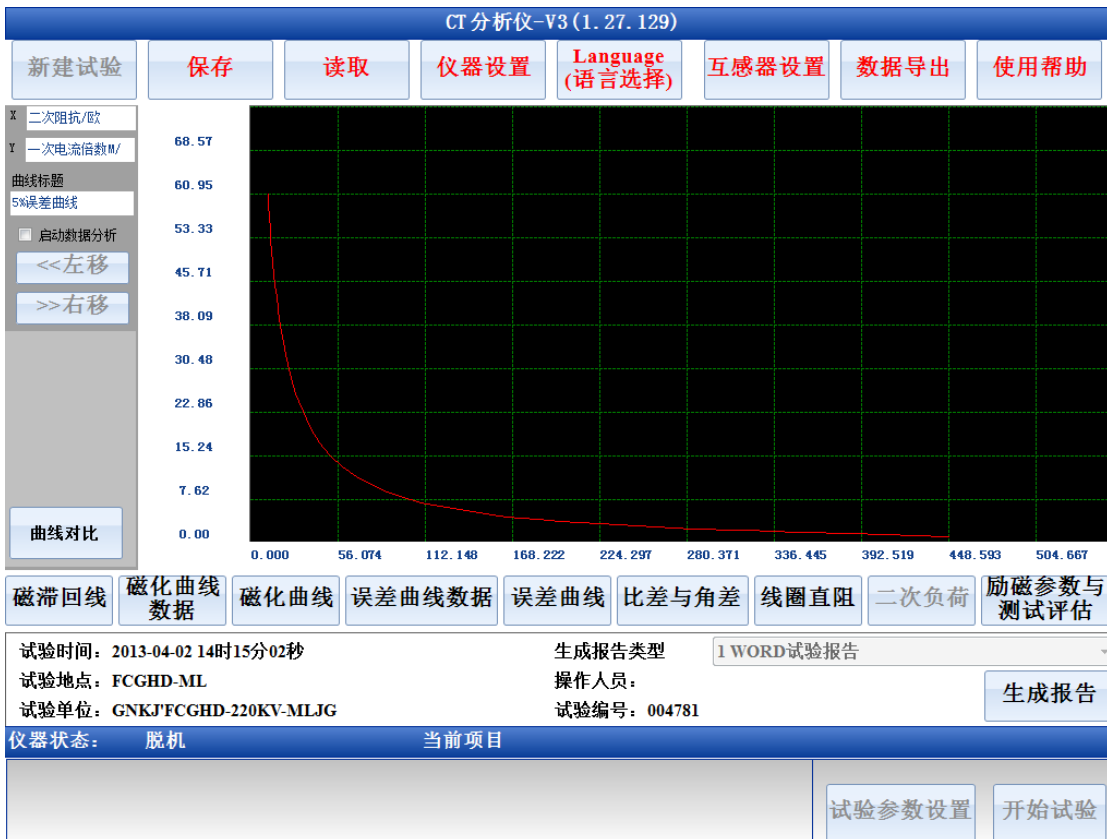 CT分析仪-V3(1.27.129)
新建试验
保存
读取
仪器设置
Language
(语言选择)
互感器设置
数据导出
使用帮助
X 二次阻抗/欧
Y 一次电流倍数M/
曲线标题
5%误差曲线
启动数据分析
<<左移
>>右移
曲线对比
68.57
60.95
53.33
45.71
38.09
30.48
22.86
15.24
7.62
0.00
0.000 56.074 112.148 168.222 224.297 280.371 336.445 392.519 448.593 504.667
磁滞回线
磁化曲线
数据
磁化曲线
误差曲线数据
误差曲线
比差与角差
线圈直阻
二次负荷
励磁参数与
测试评估
试验时间：2013-04-02 14时15分02秒
生成报告类型 1 WORD试验报告
试验地点：FCGHD-ML
操作人员：
试验单位：GNKJ'FCGHD-220KV-MLJG
试验编号：004781
生成报告
仪器状态： 脱机 当前项目
试验参数设置
开始试验